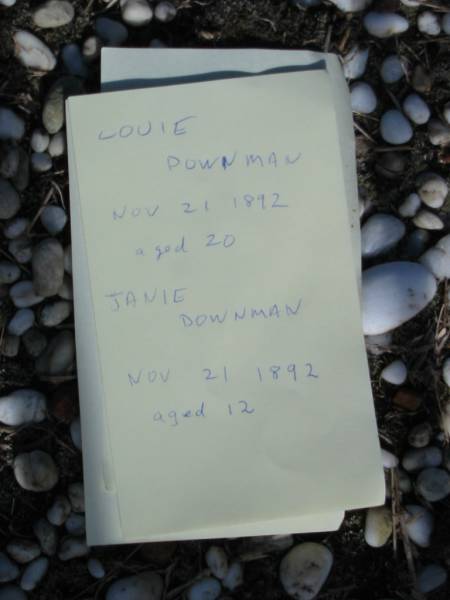 LOUIE
DOWNMAN
NOV 21 1892
aged 20
JANIE
DOWNMAN
NOV 21 1892
aged 12